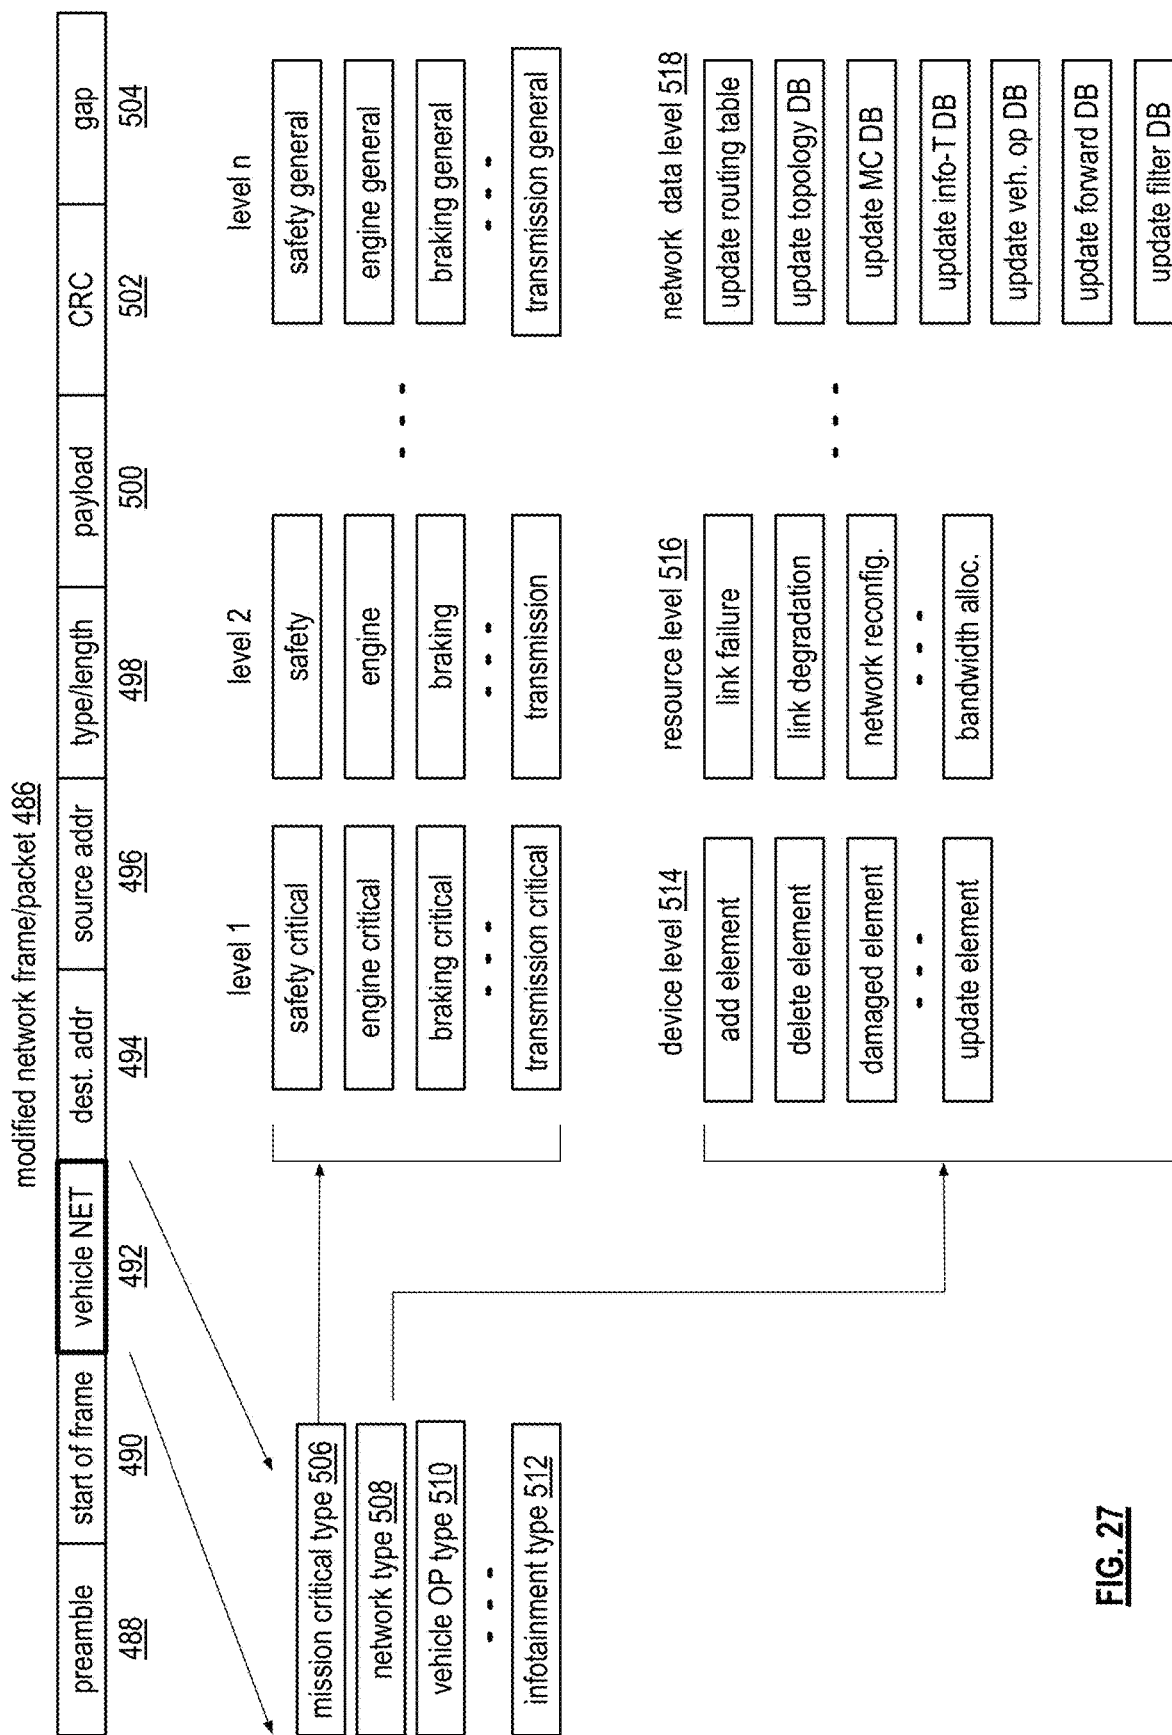 modified network frame/packet 486
preamble start of frame vehicle NET dest. addr source addr type/length payload CRC gap
488 490 492 494 496 498 500 502 504
mission critical type 506
network type 508
vehicle OP type 510
infotainment type 512
level 1
safety critical
engine critical
braking critical
transmission critical
level 2
safety
engine
braking
transmission
level n
safety general
engine general
braking general
transmission general
device level 514
add element
delete element
damaged element
update element
resource level 516
link failure
link degradation
network reconfig.
bandwidth alloc.
network data level 518
update routing table
update topology DB
update MC DB
update info-T DB
update veh. op DB
update forward DB
update filter DB
FIG. 27